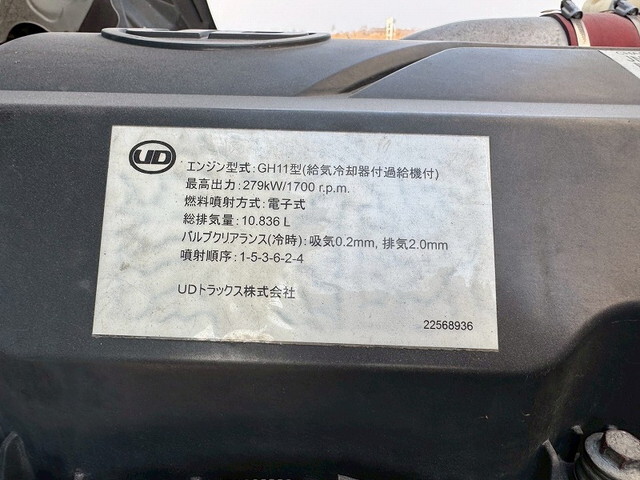 UD
エンジン型式:GH11型(給気冷却器付過給機付)
最高出力:279kW/1700 r.p.m.
燃料噴射方式:電子式
総排気量:10.836 L
バルブクリアランス(冷時):吸気0.2mm, 排気2.0mm
噴射順序:1-5-3-6-2-4
UDトラックス株式会社
22568936